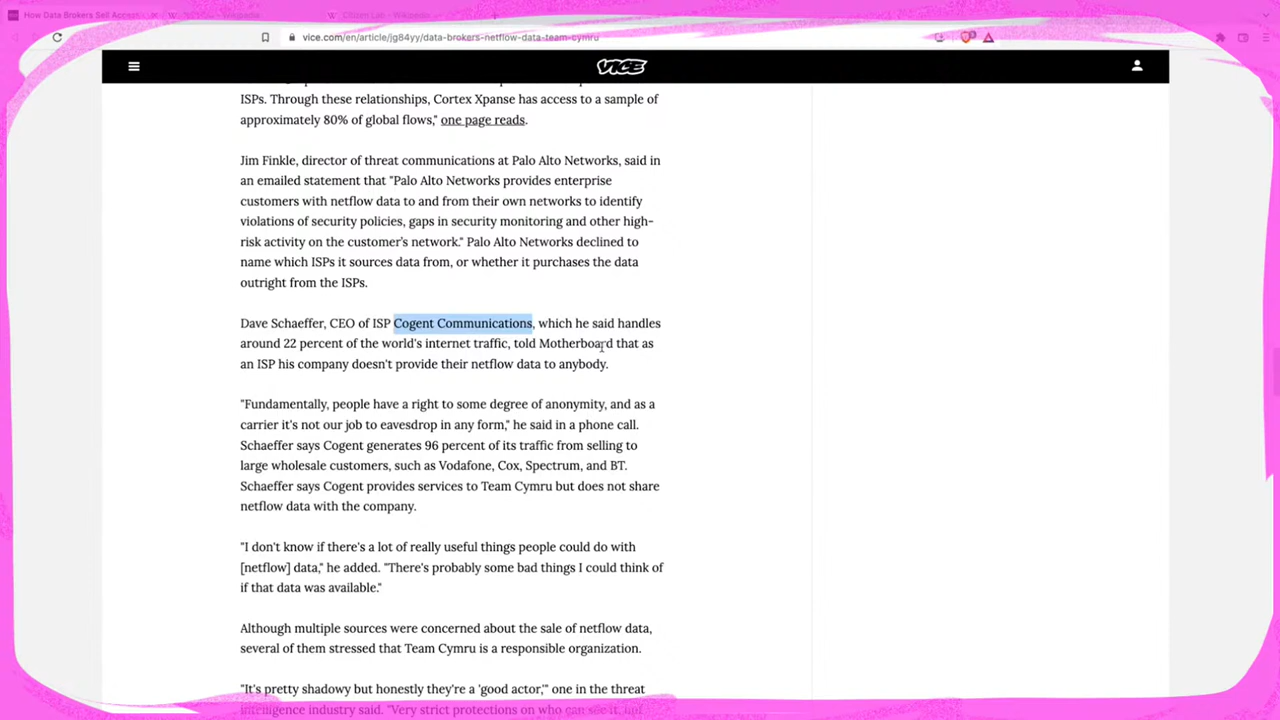 How Data Brokers Sell Access
Wikipedia
Citizen Lab - Wikipedia
vice.com/en/article/jg84yy/data-brokers-netflow-data-team-cymru
VICE
ISPs. Through these relationships, Cortex Xpanse has access to a sample of
approximately 80% of global flows," one page reads.
Jim Finkle, director of threat communications at Palo Alto Networks, said in
an emailed statement that "Palo Alto Networks provides enterprise
customers with netflow data to and from their own networks to identify
violations of security policies, gaps in security monitoring and other high-
risk activity on the customer's network." Palo Alto Networks declined to
name which ISPs it sources data from, or whether it purchases the data
outright from the ISPs.
Dave Schaeffer, CEO of ISP Cogent Communications, which he said handles
around 22 percent of the world's internet traffic, told Motherboard that as
an ISP his company doesn't provide their netflow data to anybody.
"Fundamentally, people have a right to some degree of anonymity, and as a
carrier it's not our job to eavesdrop in any form," he said in a phone call.
Schaeffer says Cogent generates 96 percent of its traffic from selling to
large wholesale customers, such as Vodafone, Cox, Spectrum, and BT.
Schaeffer says Cogent provides services to Team Cymru but does not share
netflow data with the company.
"I don't know if there's a lot of really useful things people could do with
[netflow] data," he added. "There's probably some bad things I could think of
if that data was available."
Although multiple sources were concerned about the sale of netflow data,
several of them stressed that Team Cymru is a responsible organization.
"It's pretty shadowy but honestly they're a 'good actor,'" one in the threat
intelligence industry said. "Very strict protections on who can see it,